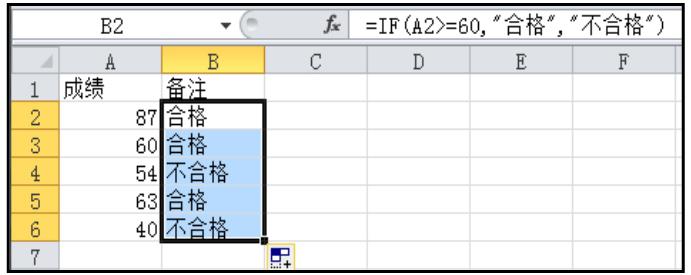 B2 fx =IF(A2>=60,"合格","不合格")
A B C D E F
1 成绩 备注
2 87 合格
3 60 合格
4 54 不合格
5 63 合格
6 40 不合格
7